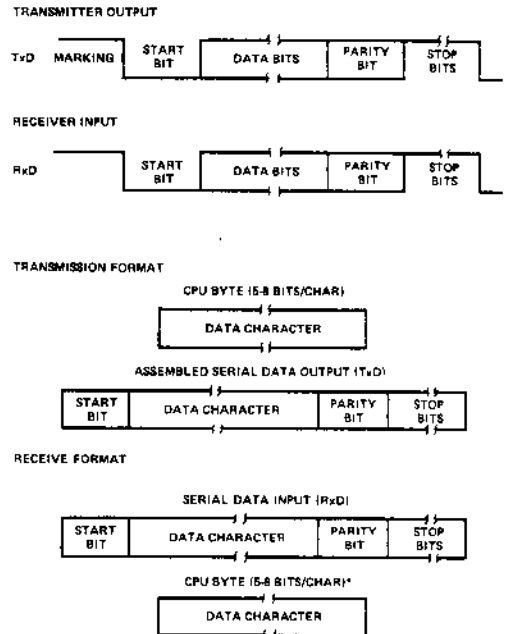 TRANSMITTER OUTPUT
TxD MARKING START BIT DATA BITS PARITY BIT STOP BITS
RECEIVER INPUT
RxD START BIT DATA BITS PARITY BIT STOP BITS
TRANSMISSION FORMAT
CPU BYTE (5-8 BITS/CHAR)
DATA CHARACTER
ASSEMBLED SERIAL DATA OUTPUT (TxD)
START BIT DATA CHARACTER PARITY BIT STOP BITS
RECEIVE FORMAT
SERIAL DATA INPUT (RxD)
START BIT DATA CHARACTER PARITY BIT STOP BITS
CPU BYTE (5-8 BITS/CHAR)*
DATA CHARACTER